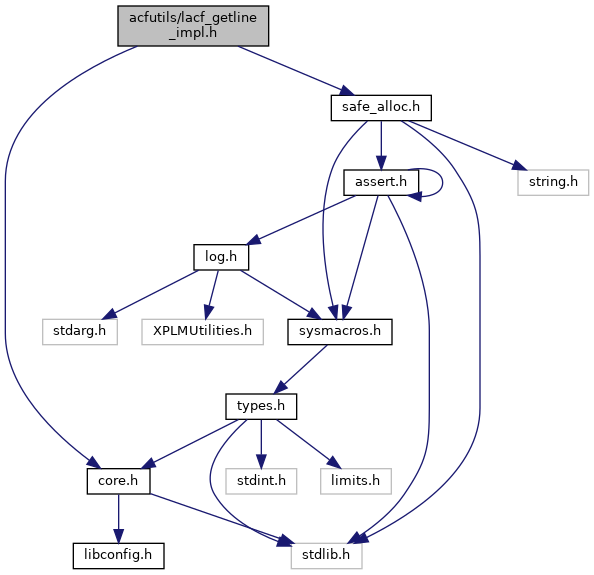 acfutils/lacf_getline
_impl.h
safe_alloc.h
assert.h
string.h
log.h
stdarg.h
XPLMUtilities.h
sysmacros.h
types.h
core.h
stdint.h
limits.h
libconfig.h
stdlib.h